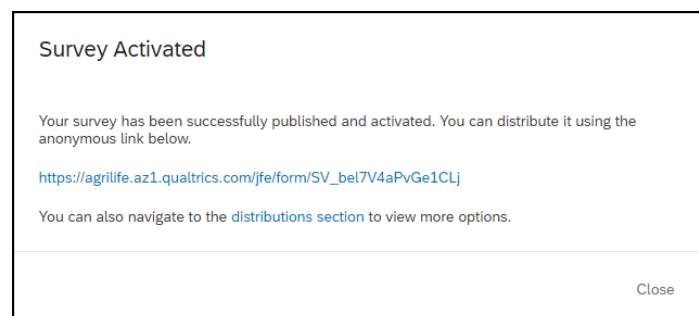 Survey Activated
Your survey has been successfully published and activated. You can distribute it using the
anonymous link below.
https://agrilife.az1.qualtrics.com/jfe/form/SV_bel7V4aPvGe1CLj
You can also navigate to the distributions section to view more options.
Close